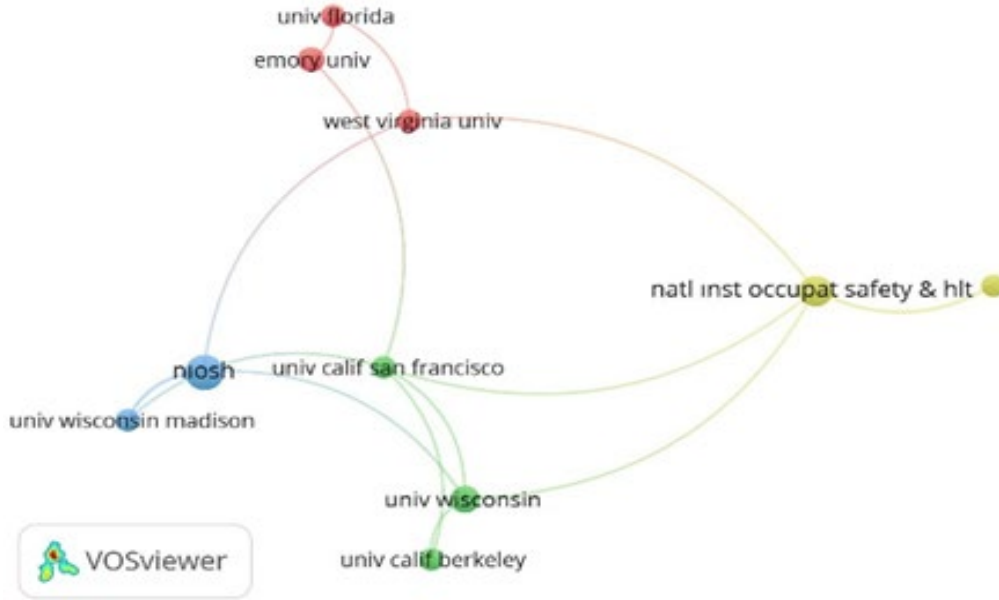 univ florida
emory univ
west virginia univ
natl inst occupat safety & hlt
niosh
univ calif san francisco
univ wisconsin madison
univ wisconsin
univ calif berkeley
VOSviewer